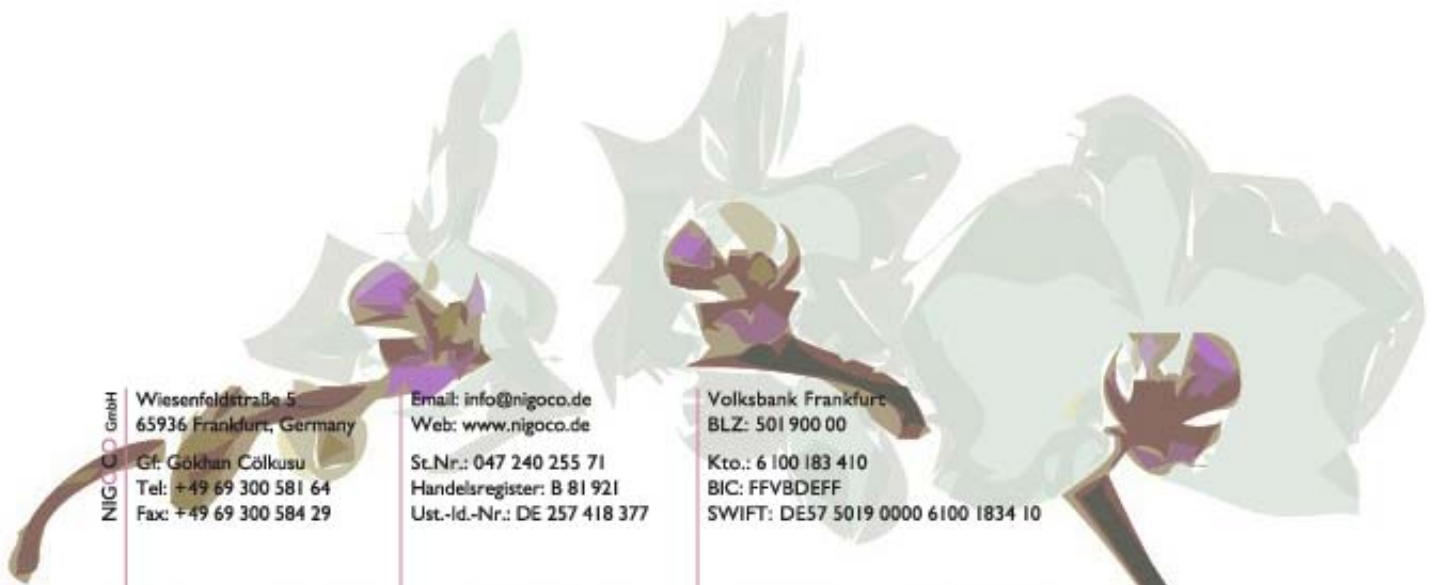 NIGOCO GmbH
Wiesenfeldstraße 5
65936 Frankfurt, Germany
Gf: Gökhan Cölkusu
Tel: +49 69 300 581 64
Fax: +49 69 300 584 29
Email: info@nigoco.de
Web: www.nigoco.de
St.Nr.: 047 240 255 71
Handelsregister: B 81 921
Ust.-Id.-Nr.: DE 257 418 377
Volksbank Frankfurt
BLZ: 501 900 00
Kto.: 6 100 183 410
BIC: FFVBDEFF
SWIFT: DE57 5019 0000 6100 1834 10